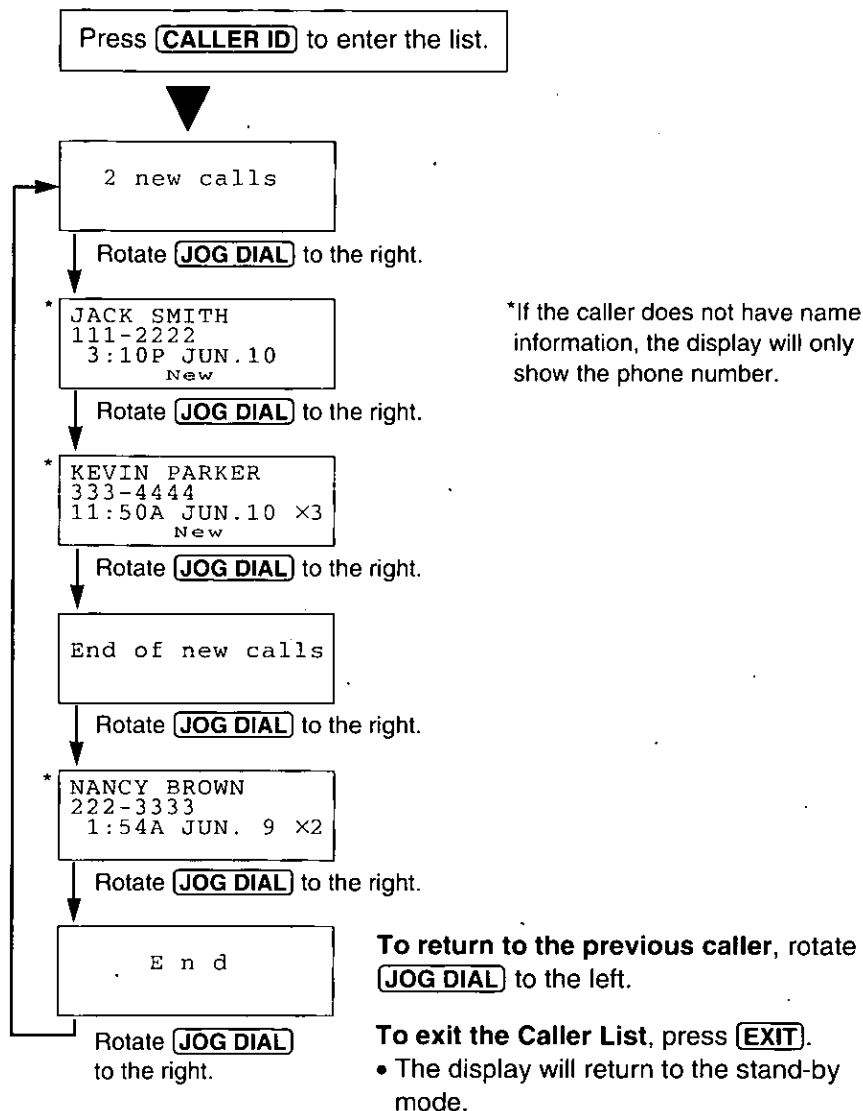 Press CALLER ID to enter the list.
2 new calls
Rotate JOG DIAL to the right.
* JACK SMITH
111-2222
3:10P JUN.10
New
*If the caller does not have name
information, the display will only
show the phone number.
Rotate JOG DIAL to the right.
* KEVIN PARKER
333-4444
11:50A JUN.10 ×3
New
Rotate JOG DIAL to the right.
End of new calls
Rotate JOG DIAL to the right.
* NANCY BROWN
222-3333
1:54A JUN. 9 ×2
Rotate JOG DIAL to the right.
E n d
Rotate JOG DIAL
to the right.
To return to the previous caller, rotate
JOG DIAL to the left.
To exit the Caller List, press EXIT.
• The display will return to the stand-by
mode.